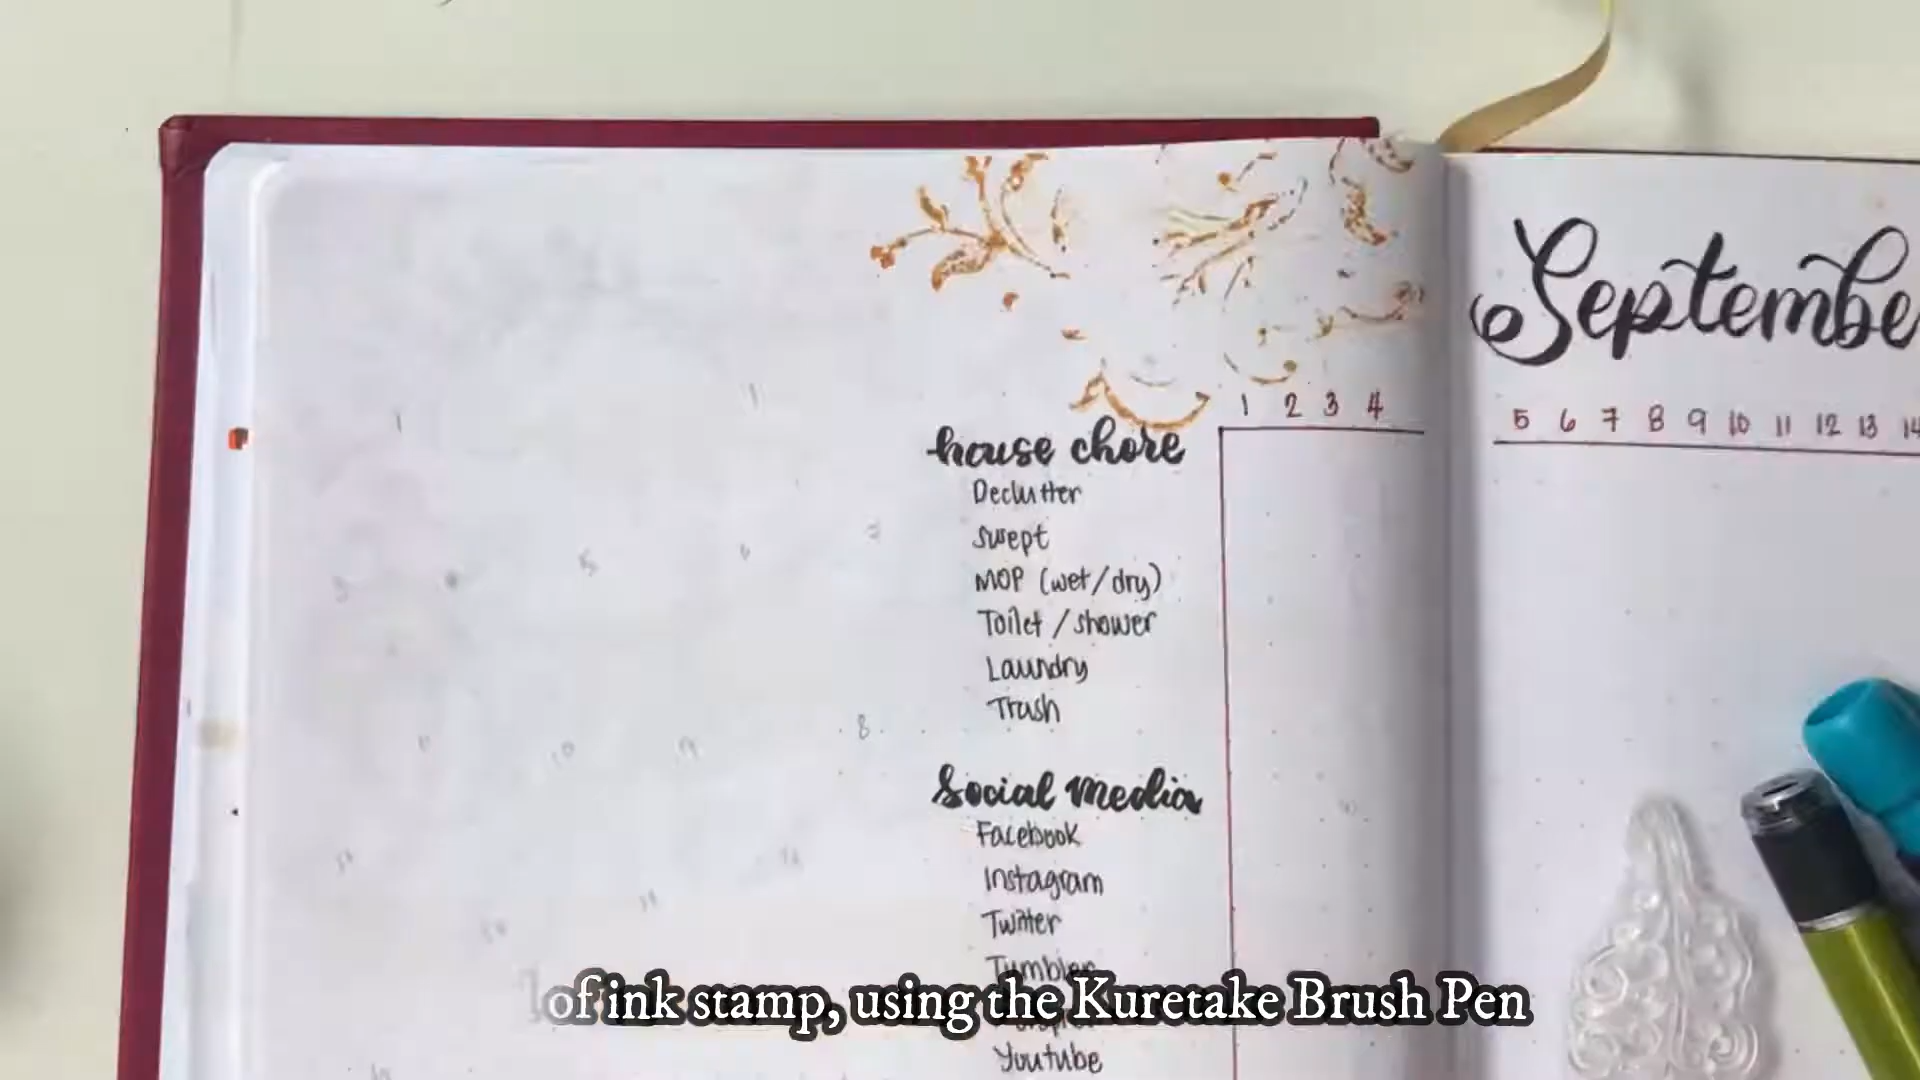 September
1 2 3 4 5 6 7 8 9 10 11 12 13 14
house chore
Declutter
swept
MOP (wet/dry)
Toilet / shower
Laundry
Trash
Social media
Facebook
Instagram
Twitter
Tumbler
of ink stamp, using the Kuretake Brush Pen
Youtube